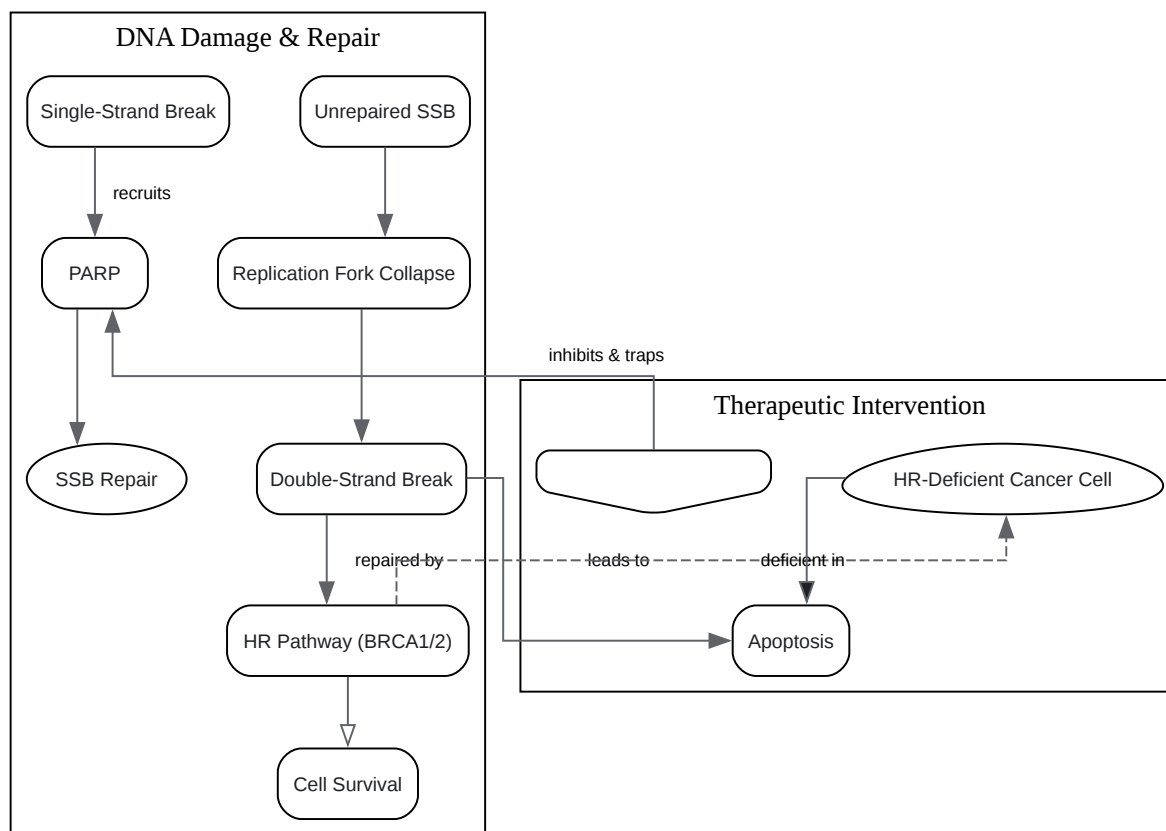 DNA Damage & Repair
Single-Strand Break
Unrepaired SSB
recruits
PARP
Replication Fork Collapse
inhibits & traps
Therapeutic Intervention
SSB Repair
Double-Strand Break
HR-Deficient Cancer Cell
repaired by
leads to
deficient in
HR Pathway (BRCA1/2)
Apoptosis
Cell Survival